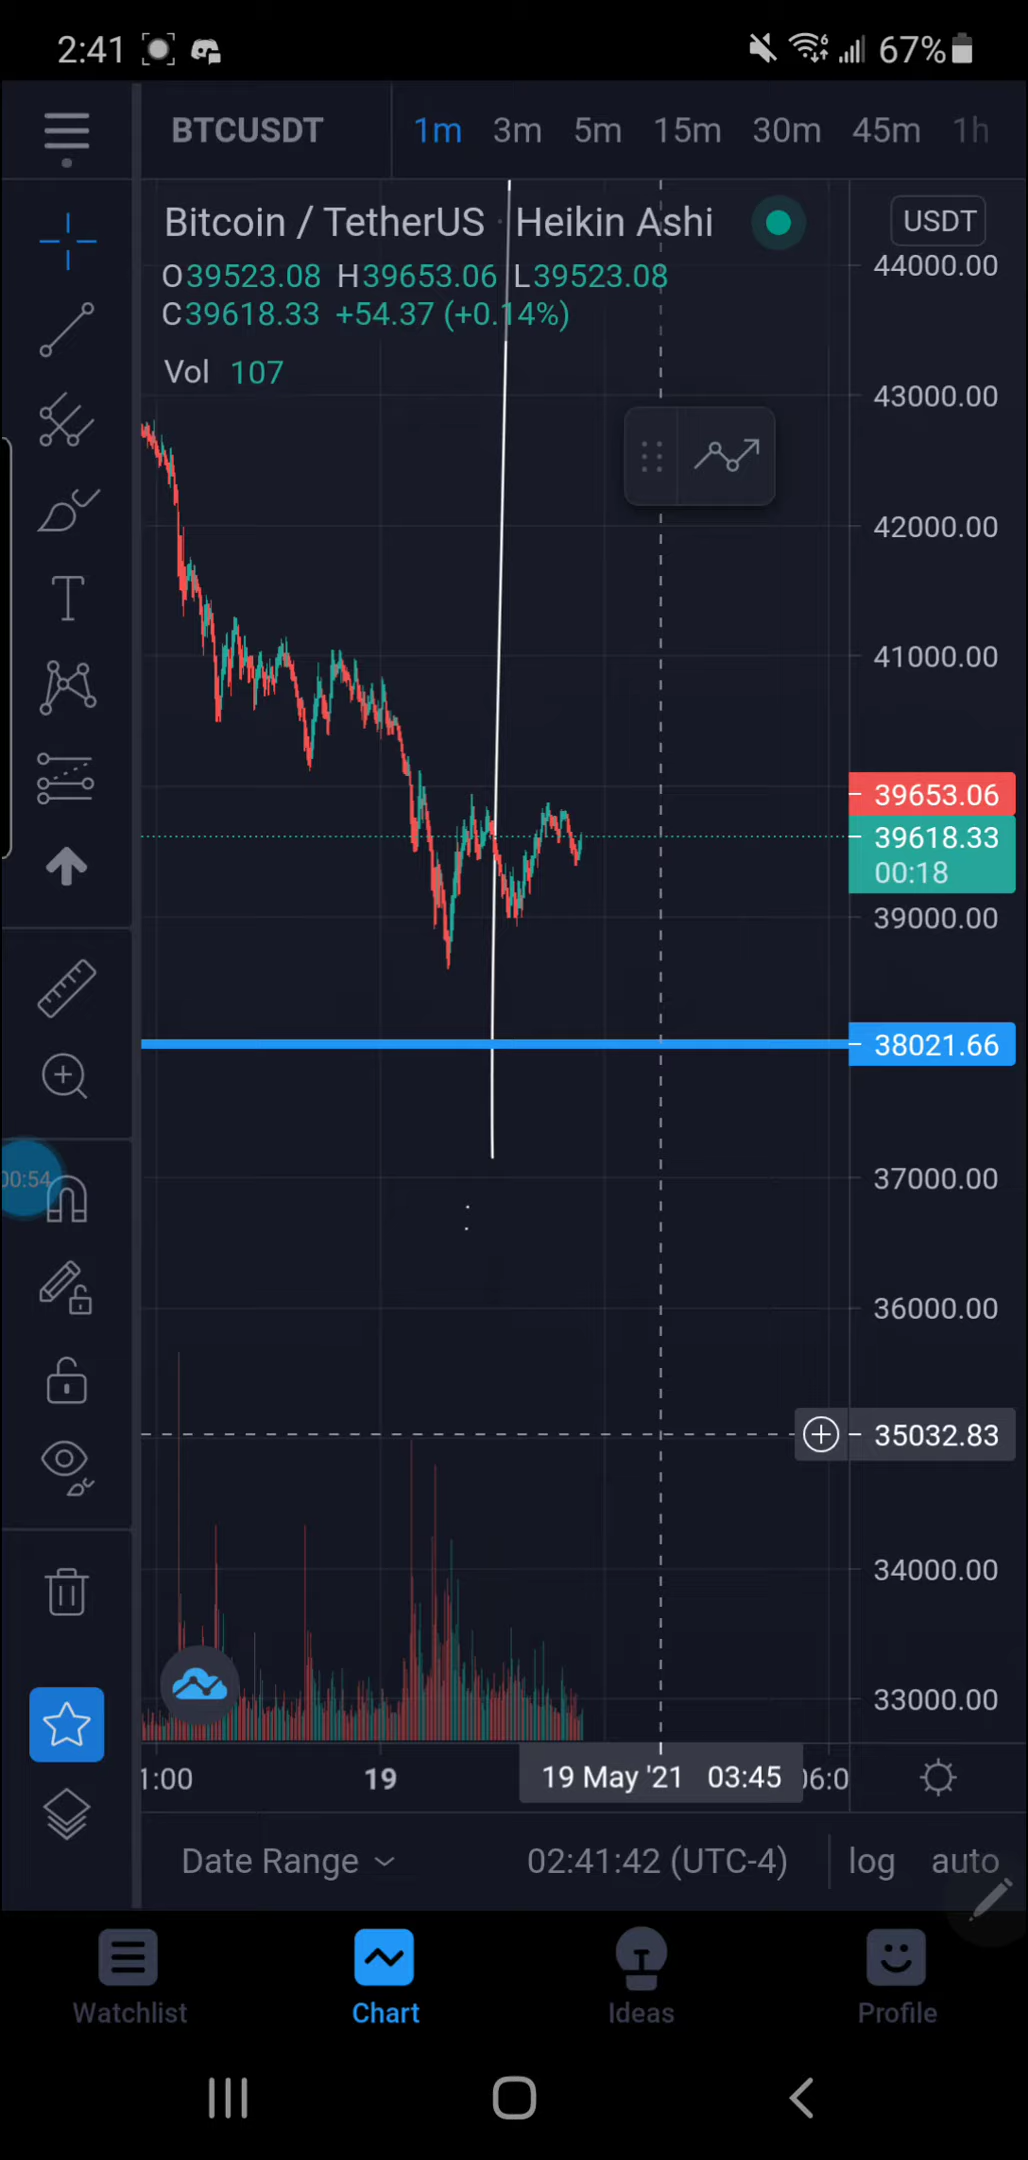 2:41 67%
BTCUSDT 1m 3m 5m 15m 30m 45m 1h
Bitcoin / TetherUS · Heikin Ashi USDT
44000.00
O39523.08 H39653.06 L39523.08
C39618.33 +54.37 (+0.14%)
Vol 107
43000.00
42000.00
41000.00
39653.06
39618.33
00:18
39000.00
38021.66
00:54
37000.00
36000.00
35032.83
34000.00
33000.00
1:00 19 19 May '21 03:45 06:0
Date Range 02:41:42 (UTC-4) log auto
Watchlist Chart Ideas Profile